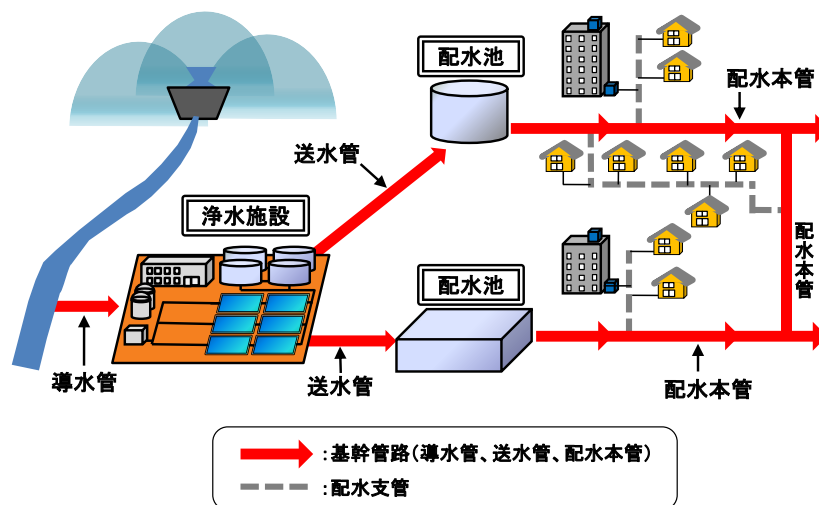 配水池
配水本管
送水管
浄水施設
配水本管
配水池
導水管
送水管
配水本管
:基幹管路(導水管、送水管、配水本管)
:配水支管